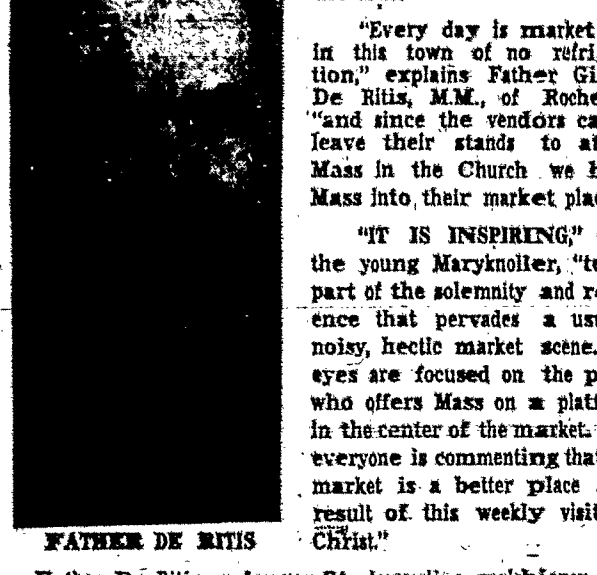 "Every day is market
in this town of no refri
tion," explains Father Gi
De Ritis, M.M., of Roche
"and since the vendors ca
leave their stands to at
Mass in the Church we h
Mass into their market plac
"IT IS INSPIRING,"
the young Maryknoller, "to
part of the solemnity and re
ence that pervades a usu
noisy, hectic market scene.
eyes are focused on the p
who offers Mass on a platf
in the center of the market.
everyone is commenting that
market is a better place
result of this weekly visit
Christ."
FATHER DE RITIS